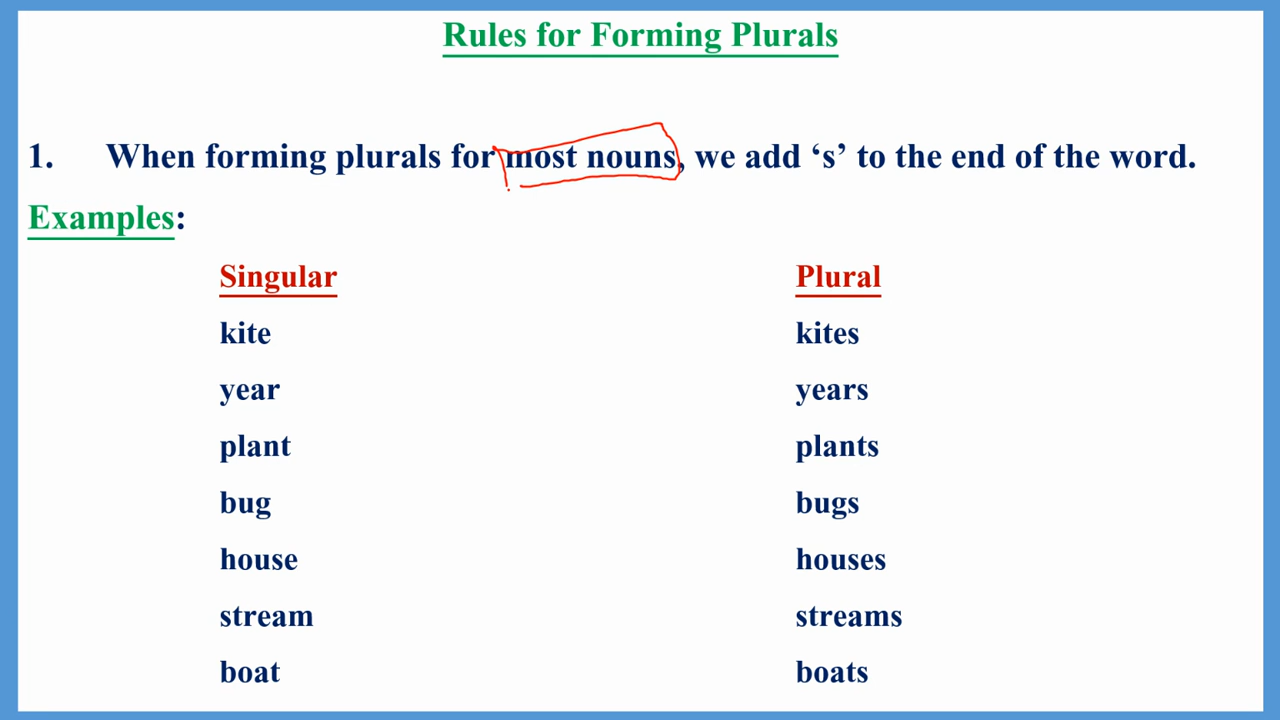 Rules for Forming Plurals
1. When forming plurals for most nouns, we add ‘s’ to the end of the word.
Examples:
Singular Plural
kite kites
year years
plant plants
bug bugs
house houses
stream streams
boat boats